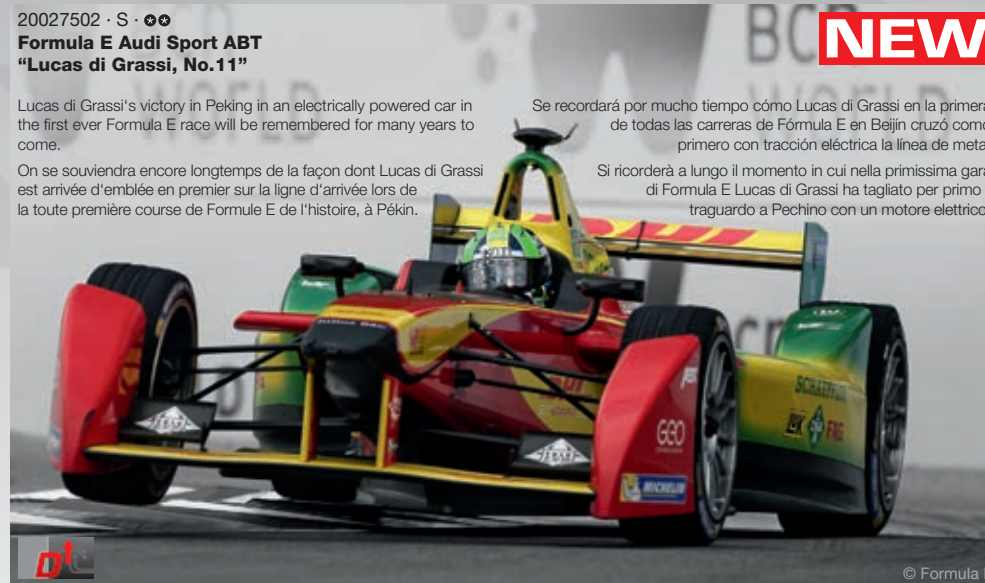 20027502 · S · ✪✪
Formula E Audi Sport ABT
“Lucas di Grassi, No.11”
NEW
Lucas di Grassi‘s victory in Peking in an electrically powered car in
the first ever Formula E race will be remembered for many years to
come.
On se souviendra encore longtemps de la façon dont Lucas di Grassi
est arrivée d‘emblée en premier sur la ligne d‘arrivée lors de
la toute première course de Formule E de l‘histoire, à Pékin.
Se recordará por mucho tiempo cómo Lucas di Grassi en la primera
de todas las carreras de Fórmula E en Beijín cruzó como
primero con tracción eléctrica la línea de meta
Si ricorderà a lungo il momento in cui nella primissima gara
di Formula E Lucas di Grassi ha tagliato per primo
traguardo a Pechino con un motore elettrico
WORLD
SCHAEFFLER
LuK
FAG
GEO
MICHELIN
D
© Formula